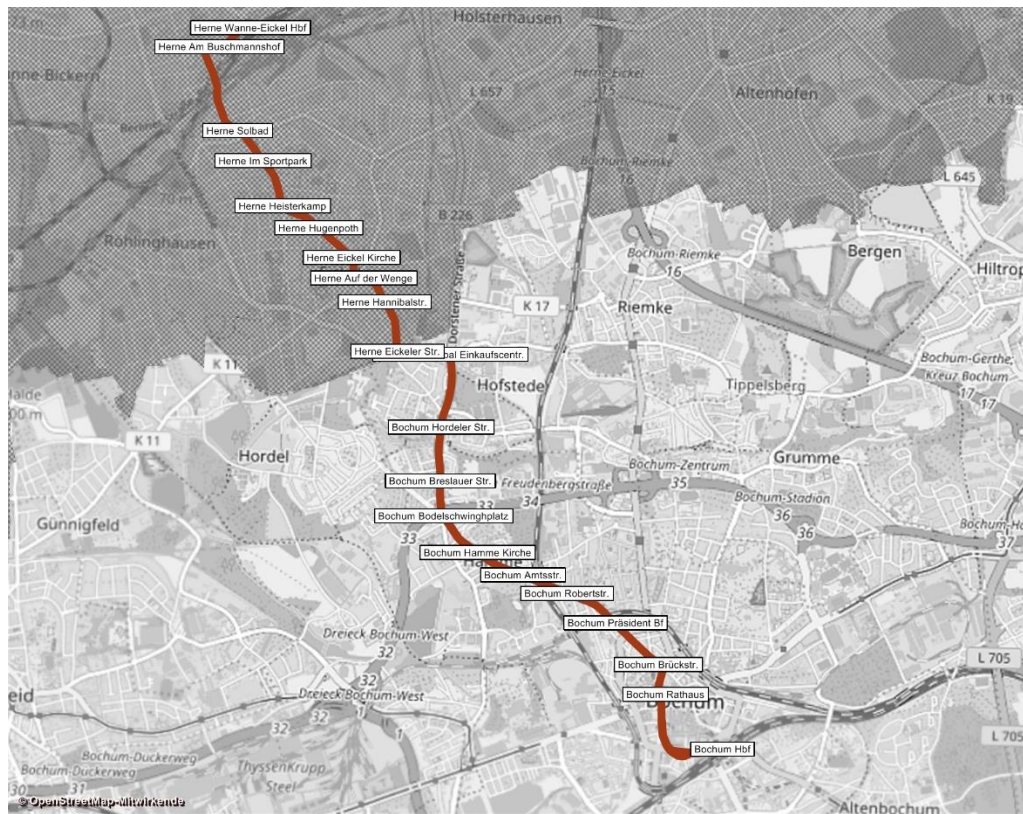 Holsterhausen
Herne Wanne-Eickel Hbf
Herne Am Buschmannshof
Herne-Eickel
15
L 657
Altenhöfen
K 19
Herne Solbad
Herne Im Sportpark
Bochum-Riemke
16
70 m
L 645
Herne Heisterkamp
B 226
Herne Hugenpoth
Röhlinghausen
Bergen
Hiltrop
Herne Eickel Kirche
Bochum-Riemke
16
Herne Auf der Wenge
Dorstener Straße
Herne Hannibalstr.
K 17
Riemke
Herne Eickeler Str.
bal Einkaufscentr.
K 11
Hofstede
Tippelsberg
Bochum-Gerthe,
Kreuz Bochum
17
17
Bochum Hordeler Str.
K 11
Hordel
Grumme
Bochum-Zentrum
35
Bochum Breslauer Str.
Freudenbergstraße
33
34
Bochum-Stadion
36
36
Bochum Bodelschwinghplatz
Günnigfeld
33
37
Bochum Hamme Kirche
Bochum Amtsstr.
Bochum Robertstr.
Bochum Präsident Bf
Dreieck Bochum-West
32
Bochum Brückstr.
L 705
32
Dreieck Bochum-West
Bochum Rathaus
Bochum
32
32
1
1
Bochum Hbf
L 705
Bochum-Duckerweg
Bochum-Duckerweg
ThyssenKrupp
Steel
30
31
© OpenStreetMap-Mitwirkende
Altenbochum